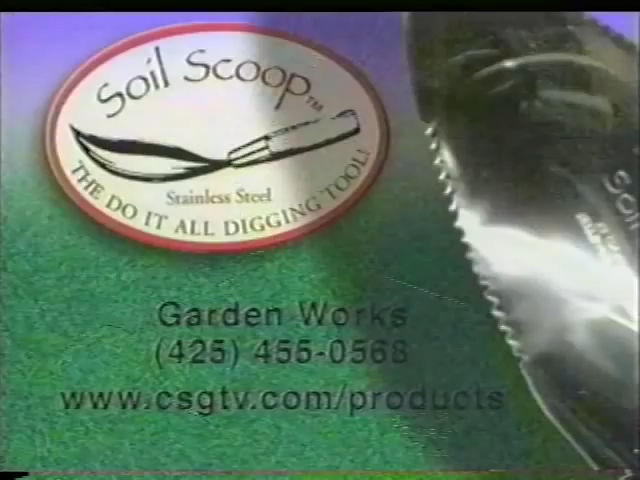 Soil Scoop™
Stainless Steel
THE DO IT ALL DIGGING TOOL!
Garden Works
(425) 455-0568
www.csgtv.com/products